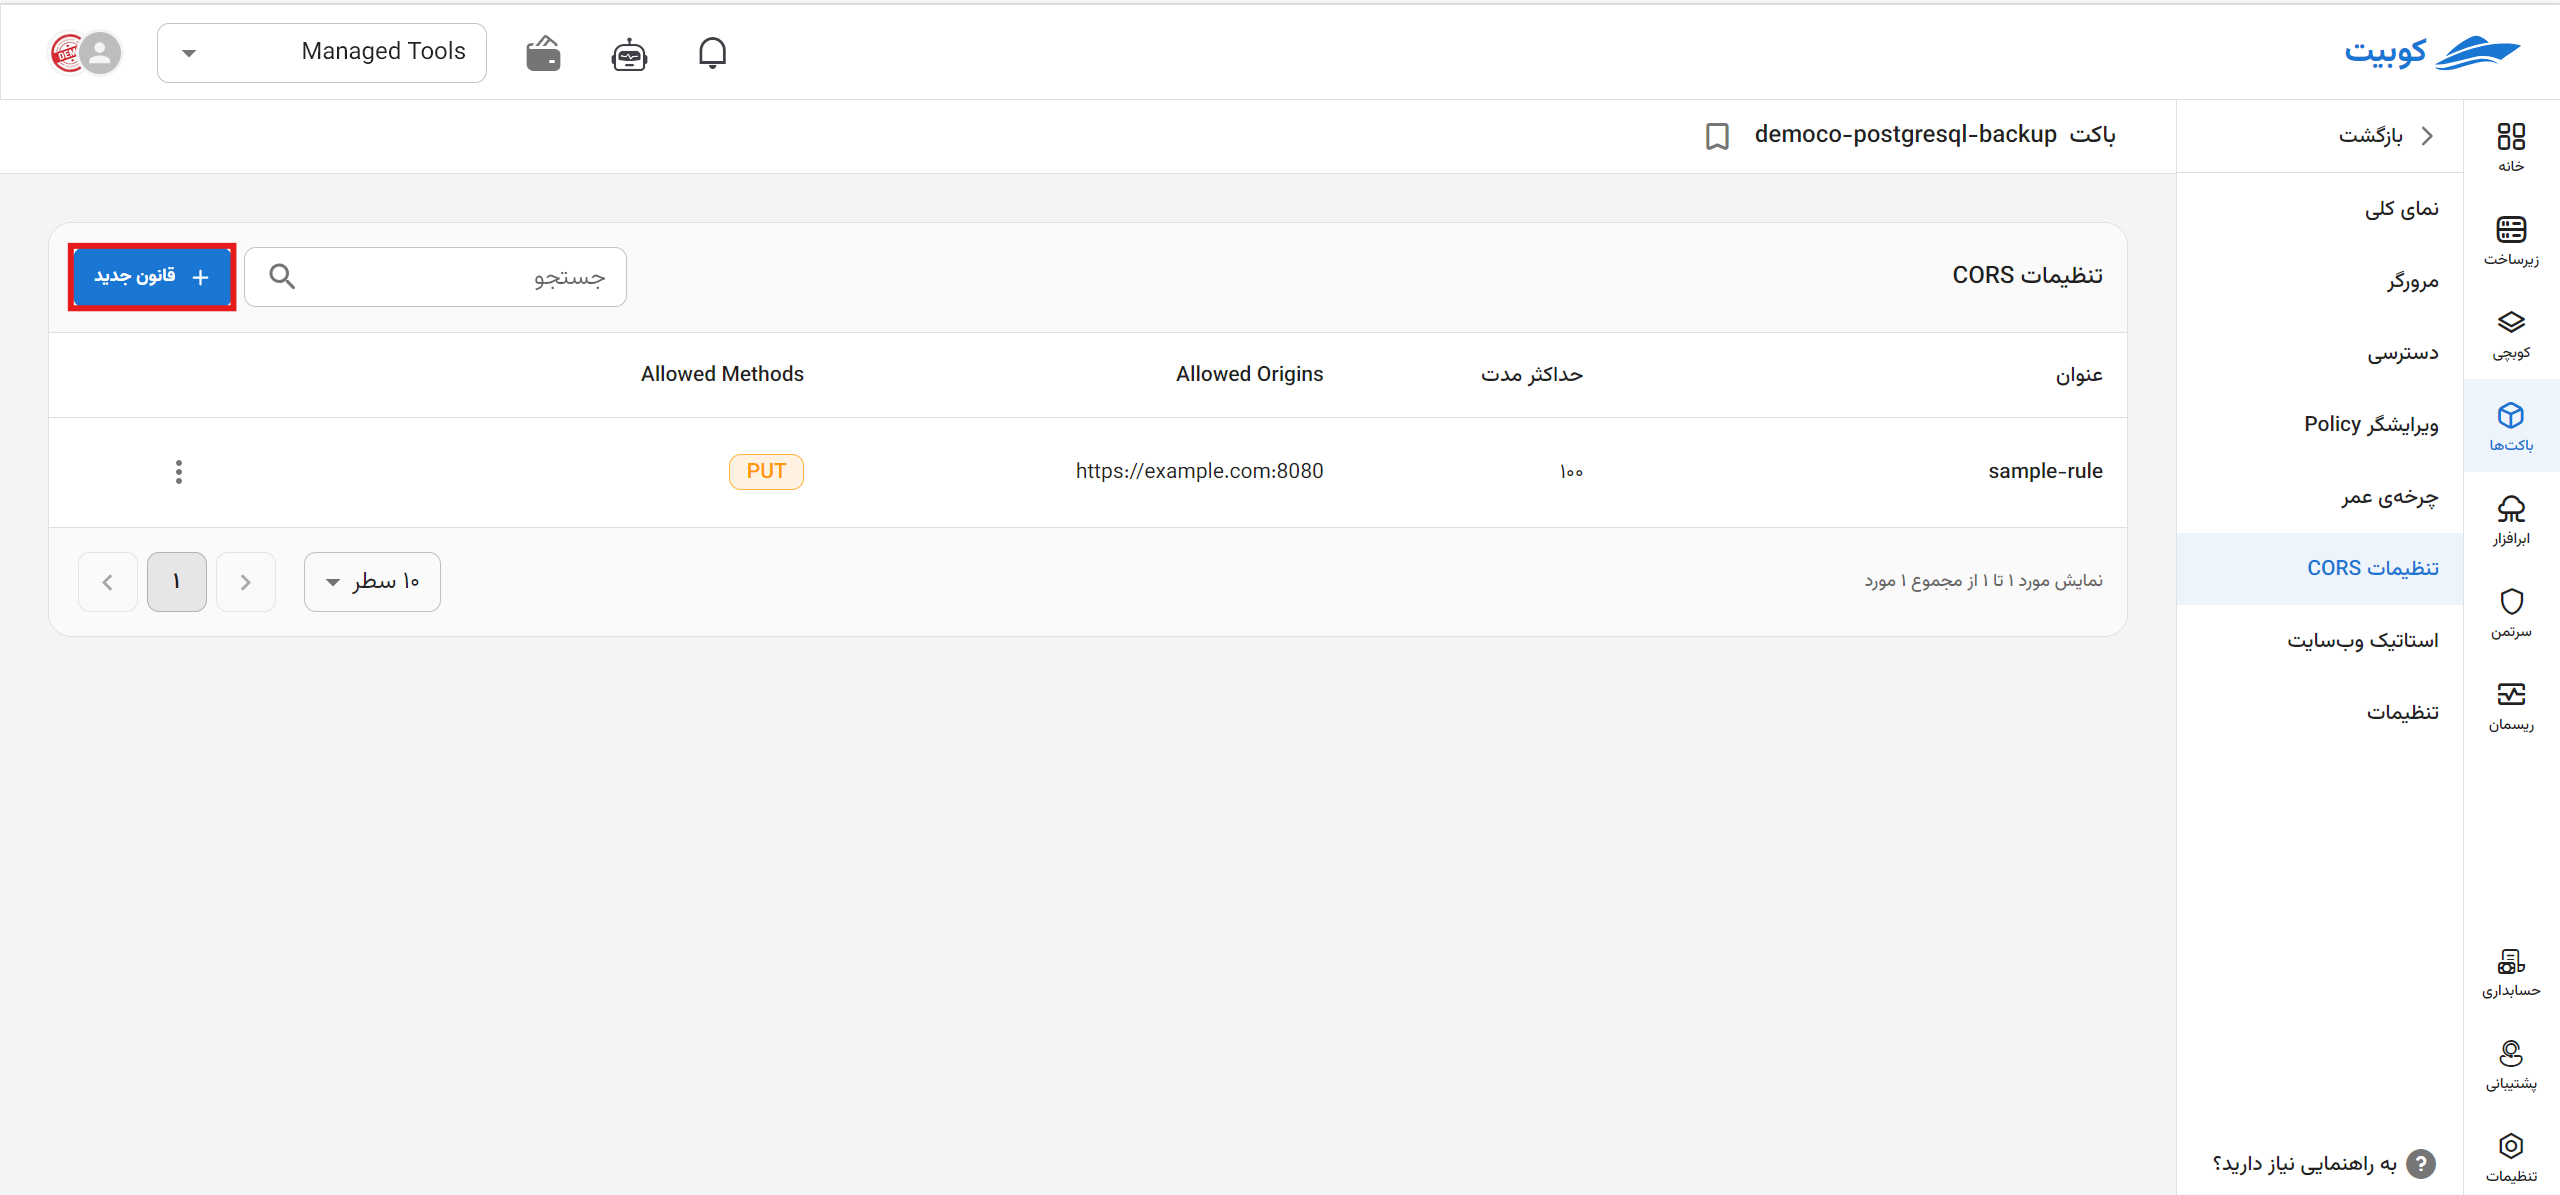 کوبیت
Managed Tools
خانه
زیرساخت
کوبچی
باکت‌ها
ابرافزار
سرتمن
ریسمان
حسابداری
پشتیبانی
تنظیمات
بازگشت
نمای کلی
مرورگر
دسترسی
ویرایشگر Policy
چرخه‌ی عمر
تنظیمات CORS
استاتیک وب‌سایت
تنظیمات
به راهنمایی نیاز دارید؟
باکت democo-postgresql-backup
تنظیمات CORS
جستجو
+ قانون جدید
عنوان حداکثر مدت Allowed Origins Allowed Methods
sample-rule ۱۰۰ https://example.com:8080 PUT
نمایش مورد ۱ تا ۱ از مجموع ۱ مورد
۱۰ سطر
۱